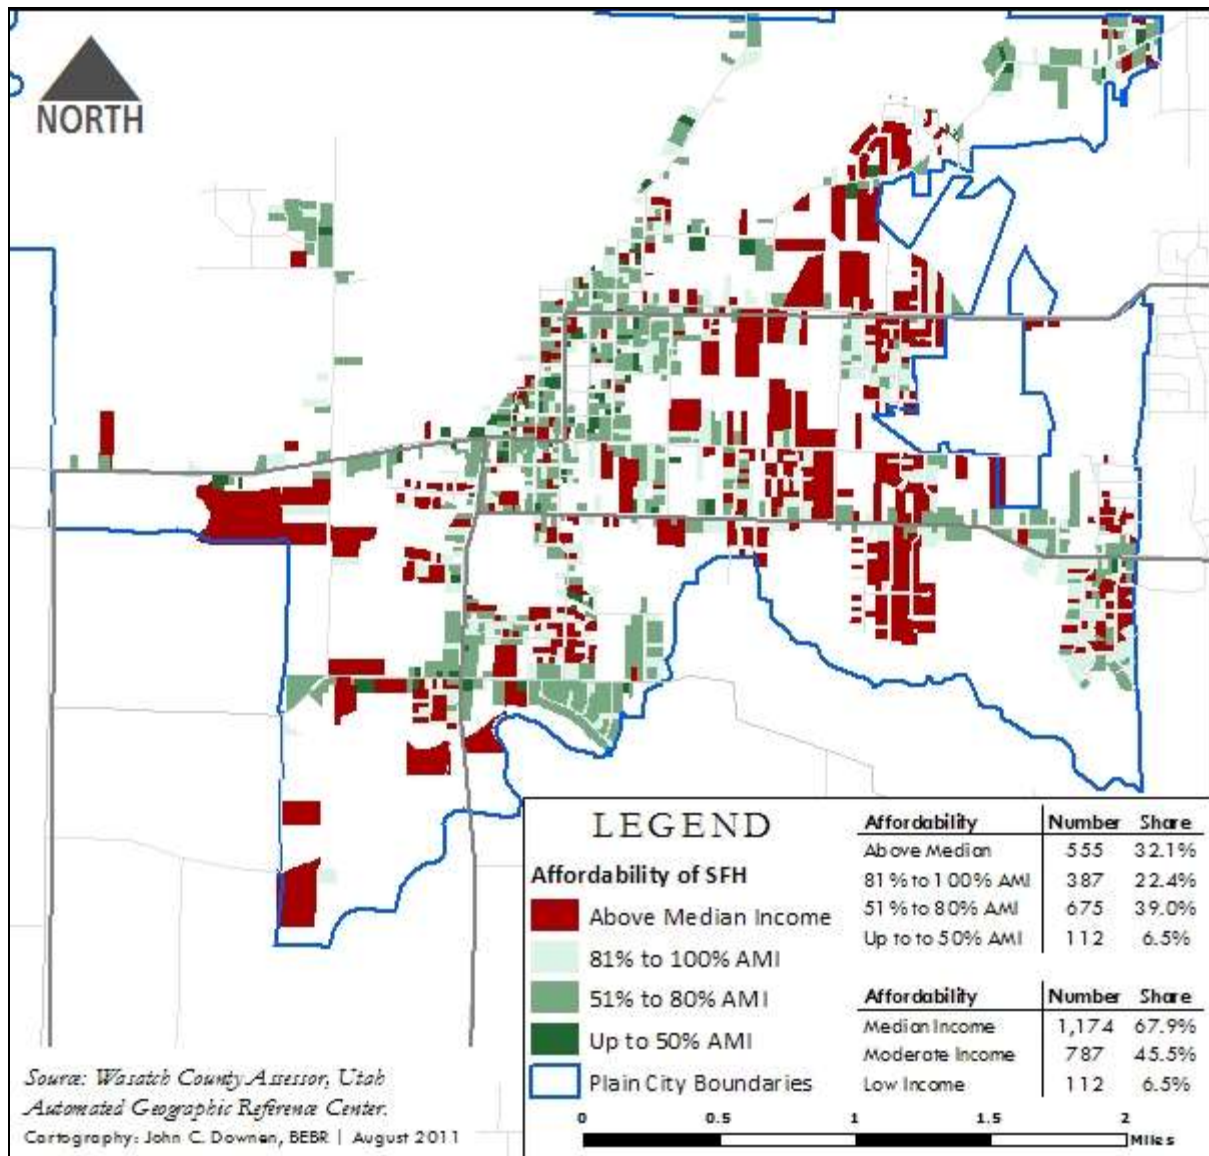 NORTH
LEGEND
Affordability of SFH
Above Median Income
81% to 100% AMI
51% to 80% AMI
Up to 50% AMI
Plain City Boundaries
Affordability Number Share
Above Median 555 32.1%
81% to 100% AMI 387 22.4%
51% to 80% AMI 675 39.0%
Up to to 50% AMI 112 6.5%
Affordability Number Share
Median Income 1,174 67.9%
Moderate Income 787 45.5%
Low Income 112 6.5%
0 0.5 1 1.5 2
Miles
Source: Wasatch County Assessor, Utah
Automated Geographic Reference Center.
Cartography: John C. Downen, BEBR | August 2011